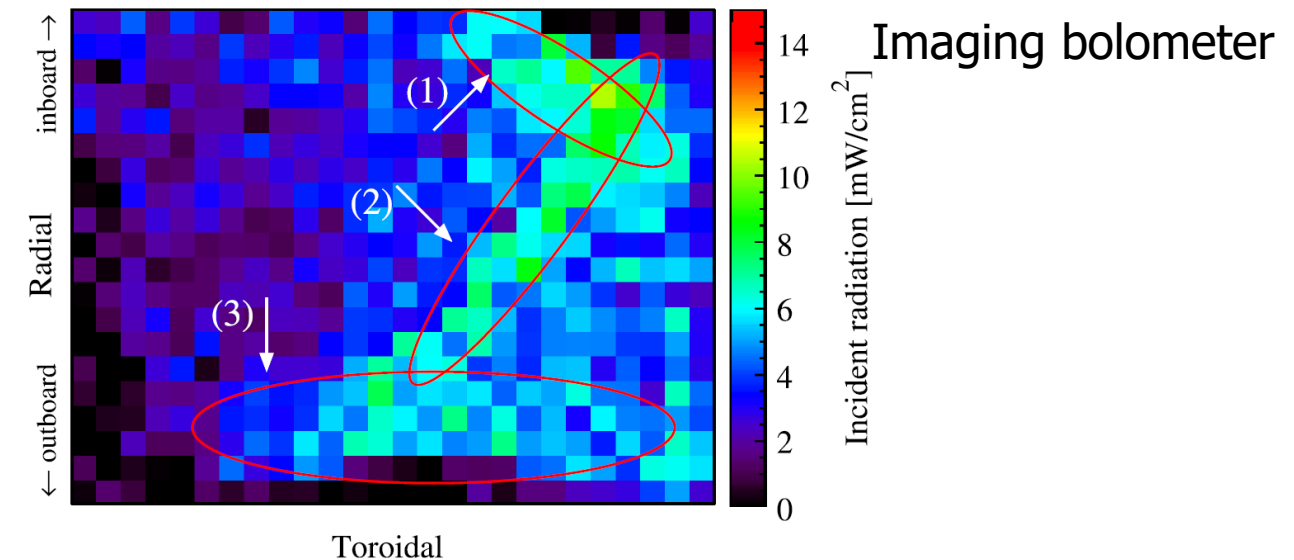 Imaging bolometer
inboard →
Radial
← outboard
(1)
(2)
(3)
Toroidal
14
12
10
8
6
4
2
0
Incident radiation [mW/cm²]